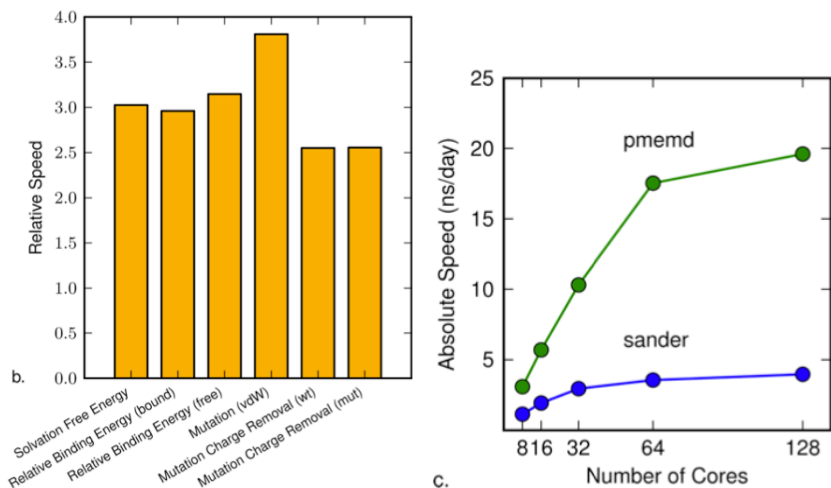 4.0
3.5
3.0
2.5
2.0
1.5
1.0
0.5
0.0
Relative Speed
b.
Solvation Free Energy
Relative Binding Energy (bound)
Relative Binding Energy (free)
Mutation (vdW)
Mutation Charge Removal (wt)
Mutation Charge Removal (mut)
25
20
15
10
5
Absolute Speed (ns/day)
pmemd
sander
8 16 32 64 128
Number of Cores
c.